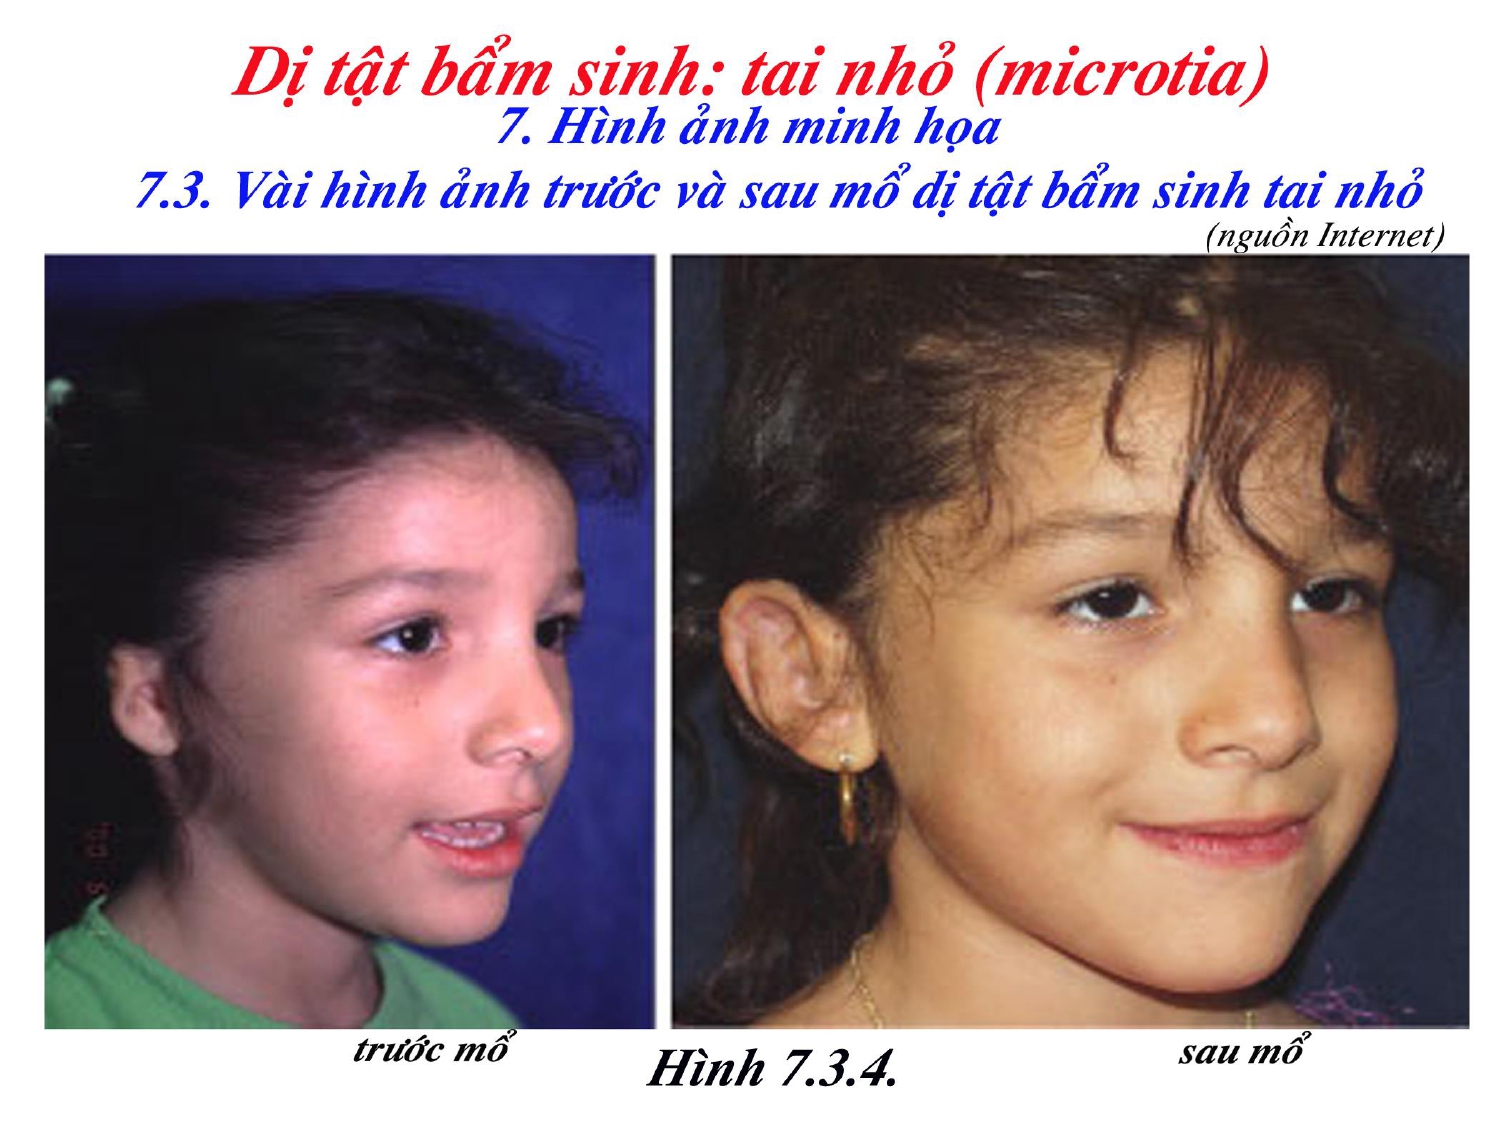 Dị tật bẩm sinh: tai nhỏ (microtia)
7. Hình ảnh minh họa
7.3. Vài hình ảnh trước và sau mổ dị tật bẩm sinh tai nhỏ
(nguồn Internet)
trước mổ
sau mổ
Hình 7.3.4.